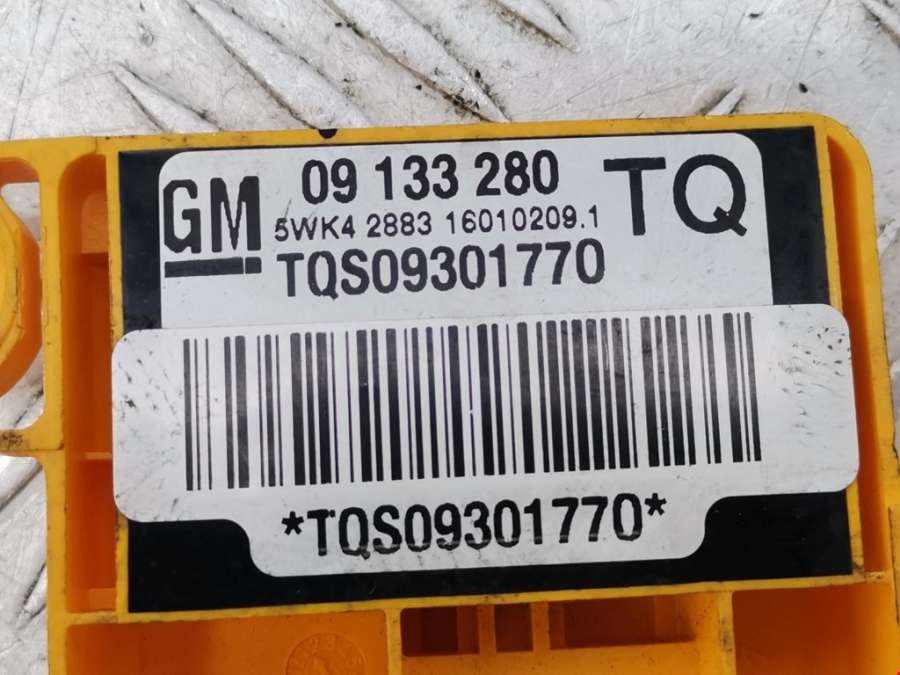 GM
09 133 280
TQ
5WK4 2883 16010209.1
TQS09301770
*TQS09301770*